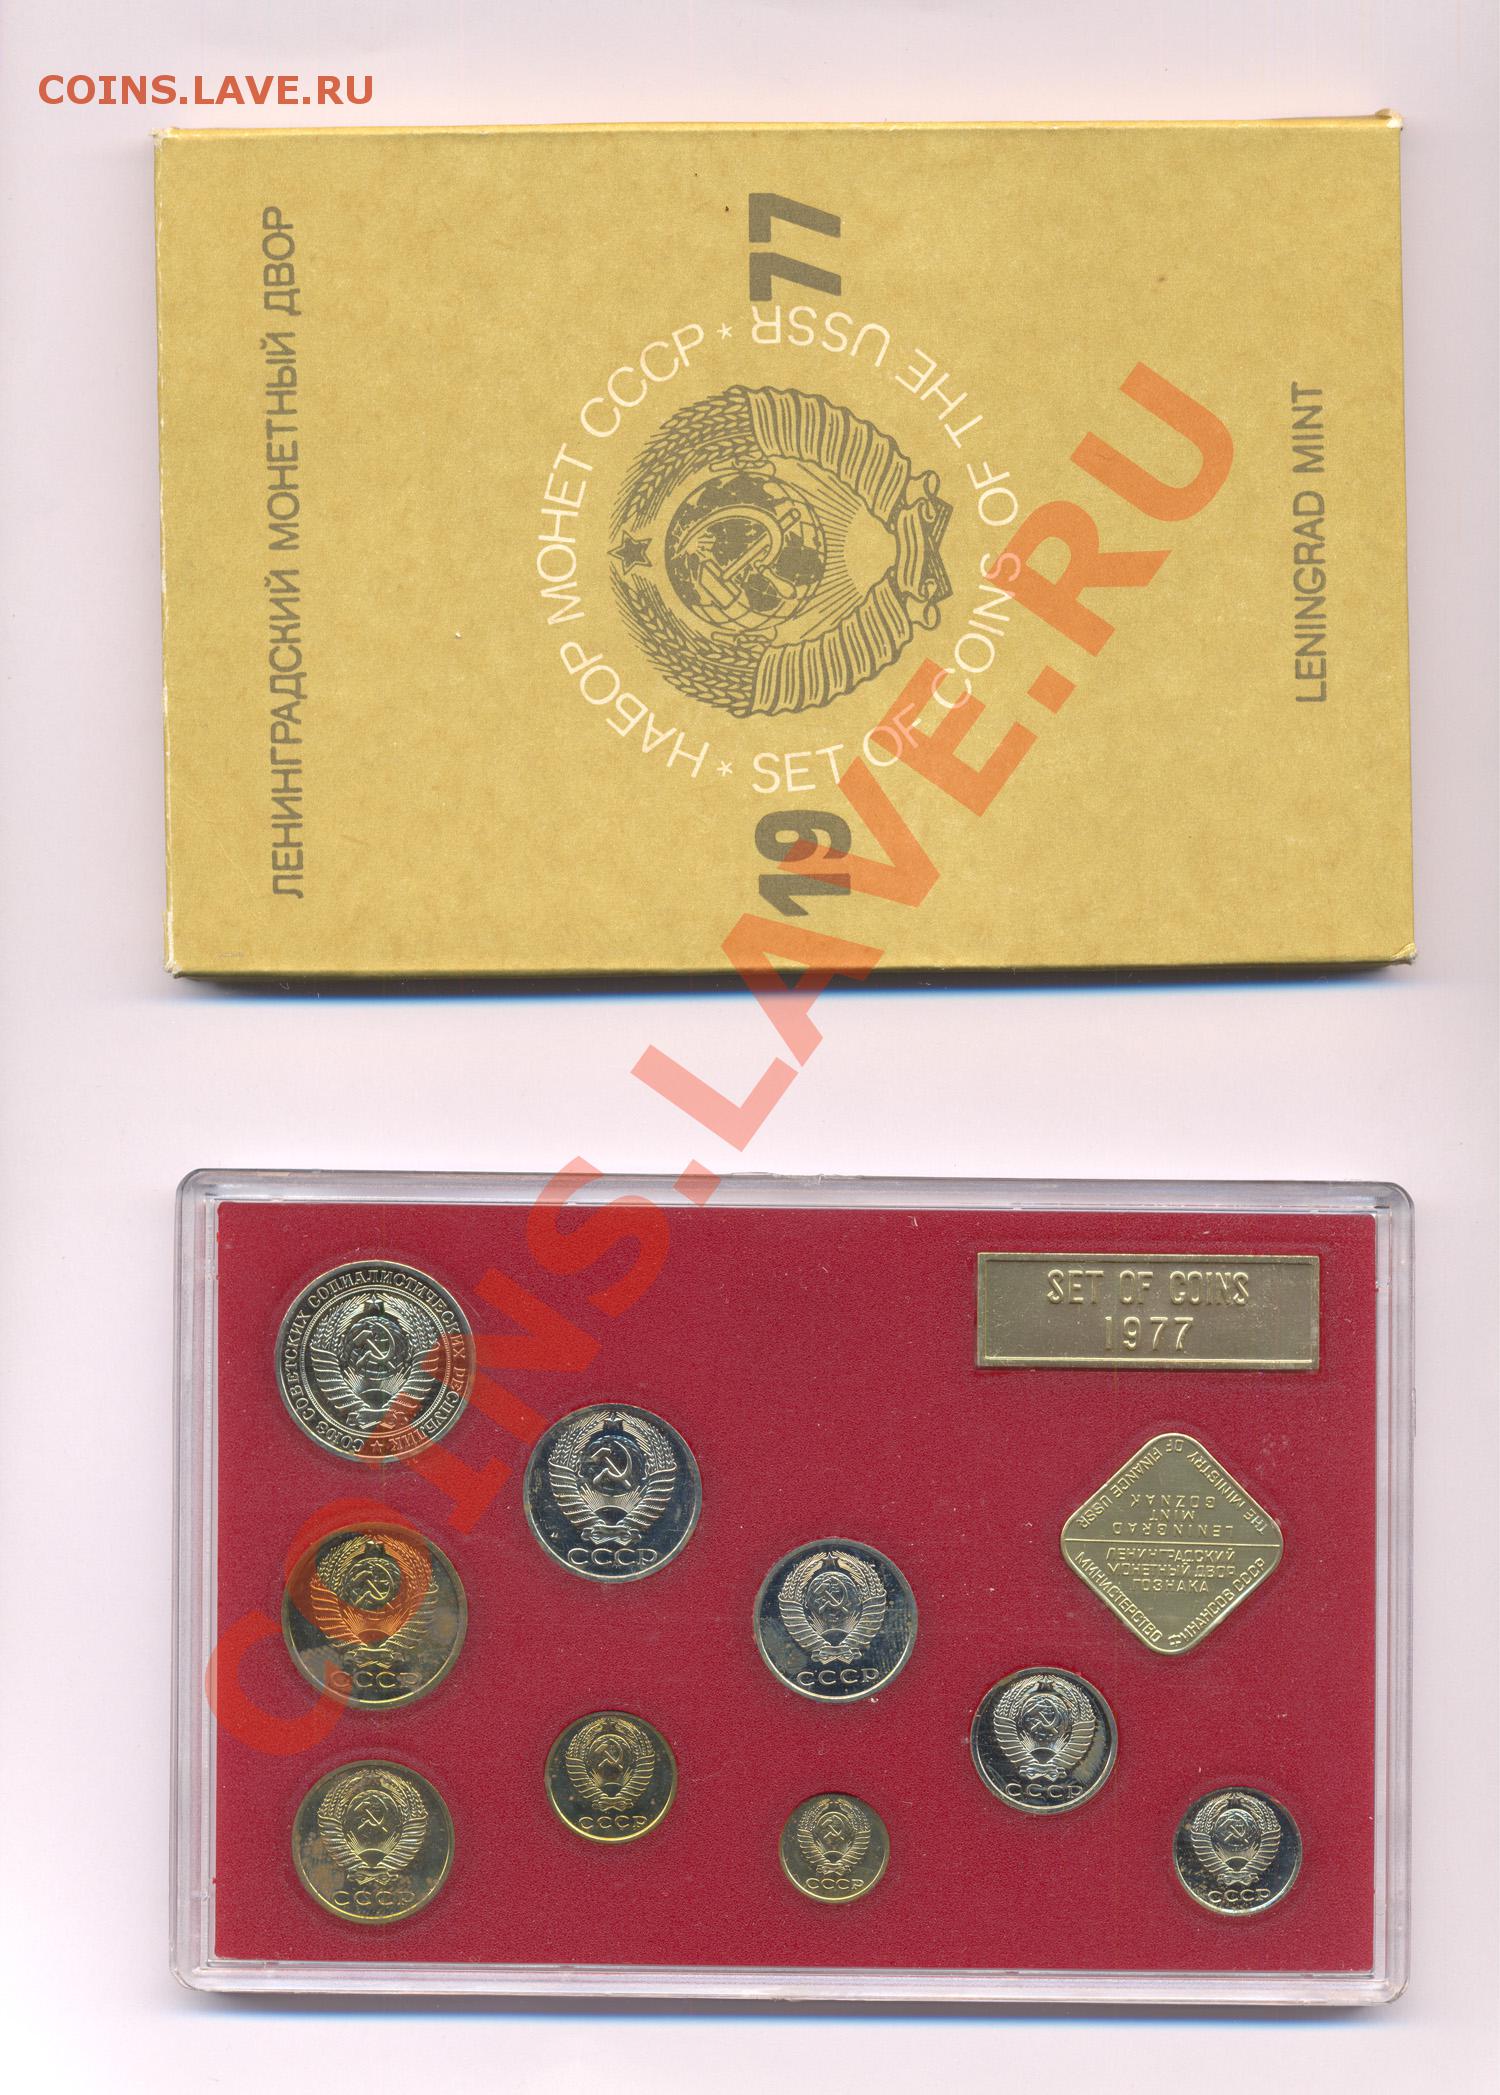 COINS.LAVE.RU
ЛЕНИНГРАДСКИЙ МОНЕТНЫЙ ДВОР
НАБОР МОНЕТ СССР * SET OF COINS OF THE USSR *
1977
LENINGRAD MINT
COINS.LAVE.RU
SET OF COINS
1977
СОЮЗ СОВЕТСКИХ СОЦИАЛИСТИЧЕСКИХ РЕСПУБЛИК ★
СССР
СССР
THE MINISTRY OF FINANCE USSR
LENINGRAD
MINT
GOZNAK
ЛЕНИНГРАДСКИЙ
МОНЕТНЫЙ ДВОР
ГОЗНАКА
МИНИСТЕРСТВО ФИНАНСОВ СССР
СССР
СССР
СССР
СССР
СССР
СССР